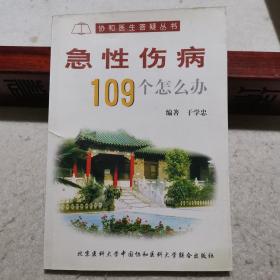 协和医生答疑丛书
急性伤病
109个怎么办
编著 于学忠
北京医科大学中国协和医科大学联合出版社